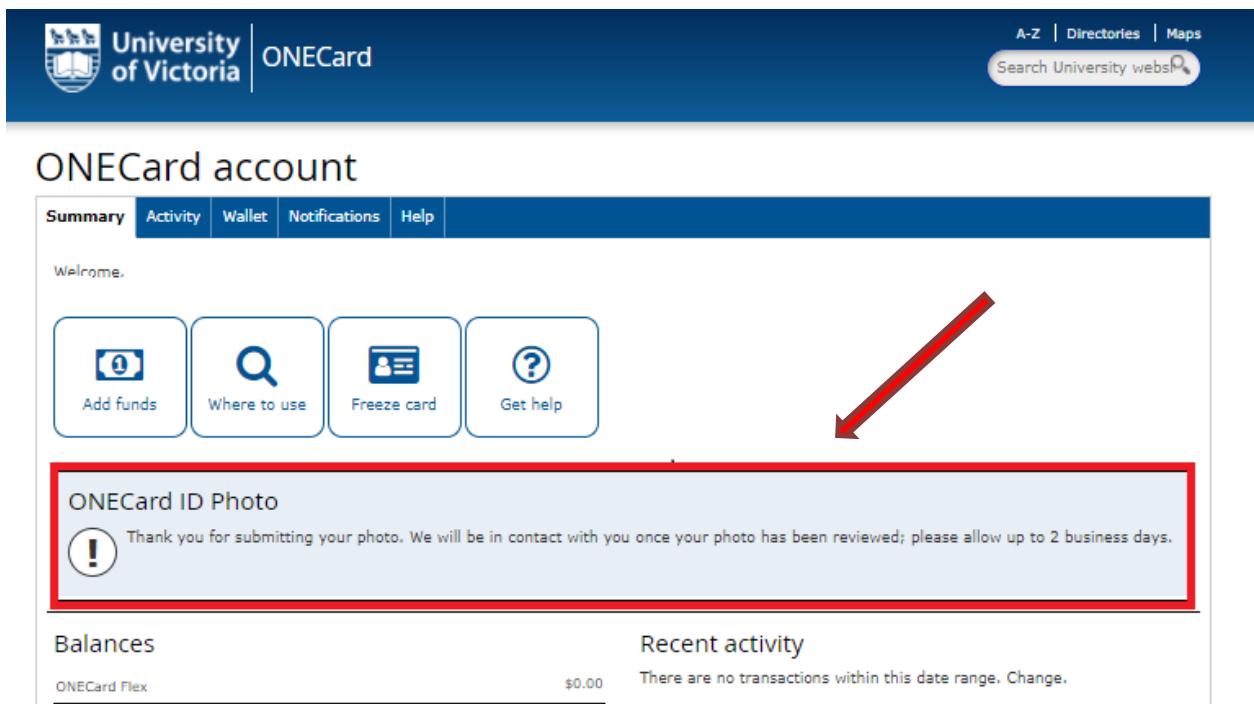 University of Victoria
ONECard
A-Z | Directories | Maps
Search University webs
ONECard account
Summary Activity Wallet Notifications Help
Welcome,
Add funds
Where to use
Freeze card
Get help
ONECard ID Photo
! Thank you for submitting your photo. We will be in contact with you once your photo has been reviewed; please allow up to 2 business days.
Balances
ONECard Flex $0.00
Recent activity
There are no transactions within this date range. Change.